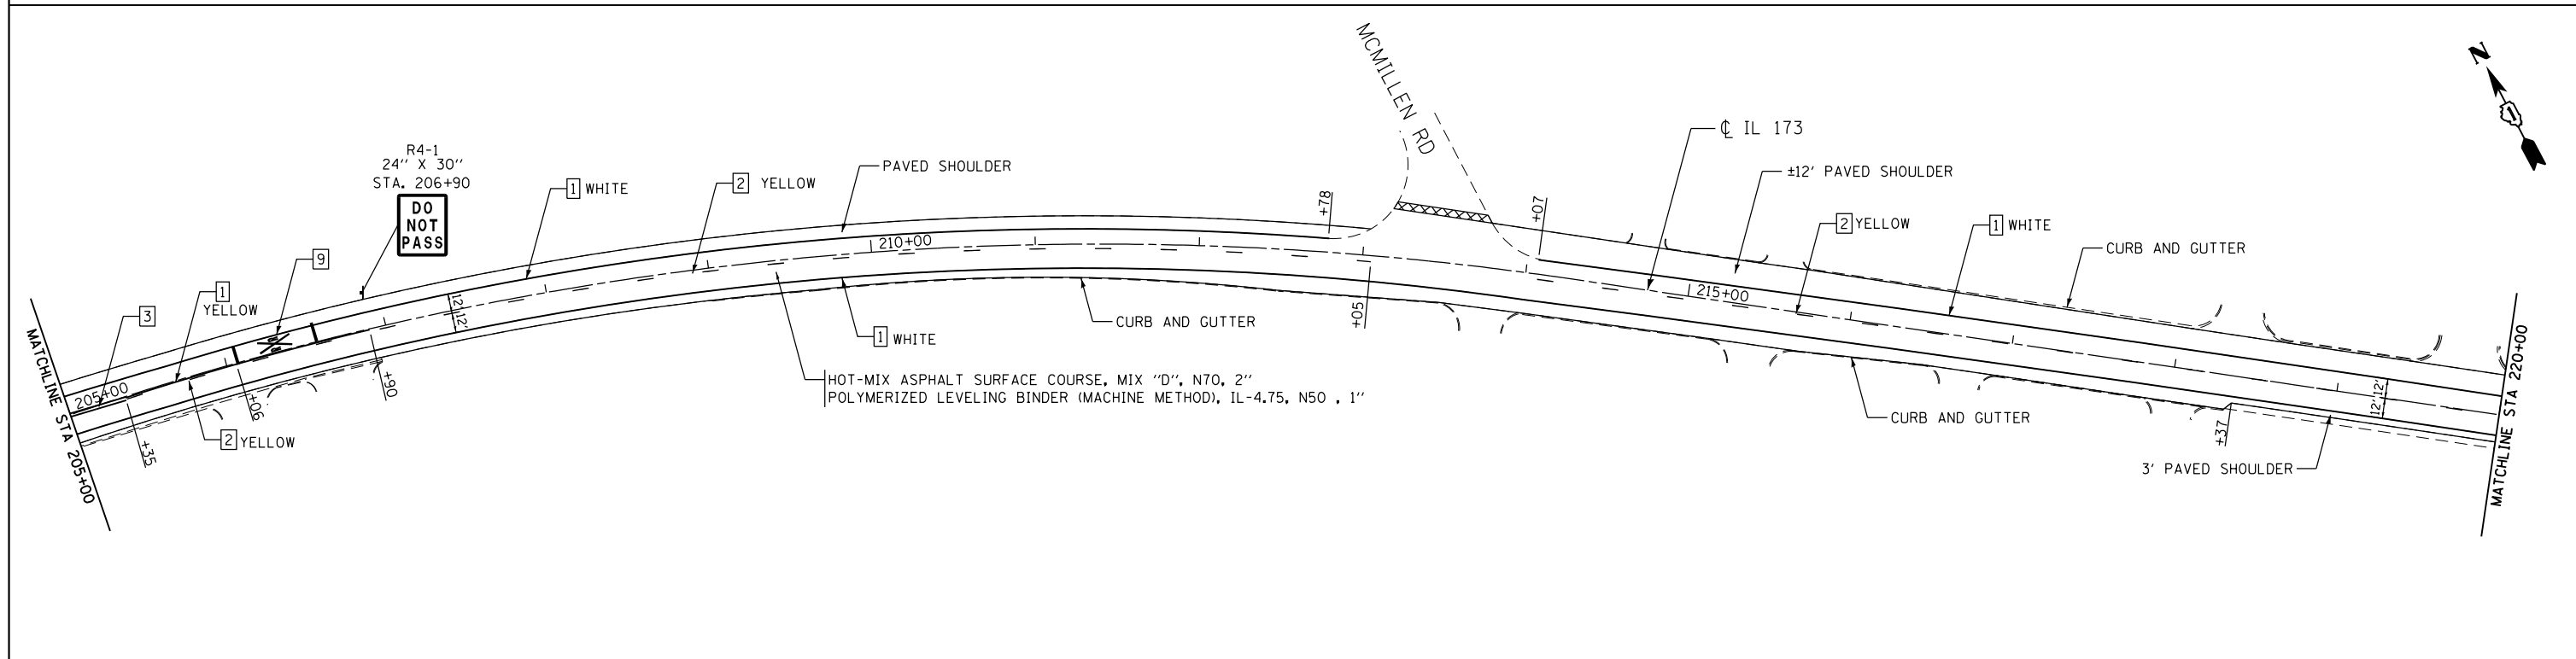 MCMILLEN RD
N
R4-1
24" X 30"
STA. 206+90
DO
NOT
PASS
1 WHITE
2 YELLOW
PAVED SHOULDER
+78
+07
℄ IL 173
±12' PAVED SHOULDER
2 YELLOW
1 WHITE
CURB AND GUTTER
9
1
YELLOW
3
210+00
215+00
12' 12'
205+00
+35
+06
+90
2 YELLOW
+05
1 WHITE
CURB AND GUTTER
HOT-MIX ASPHALT SURFACE COURSE, MIX "D", N70, 2"
POLYMERIZED LEVELING BINDER (MACHINE METHOD), IL-4.75, N50 , 1"
CURB AND GUTTER
+37
12' 12'
3' PAVED SHOULDER
MATCHLINE STA 205+00
MATCHLINE STA 220+00